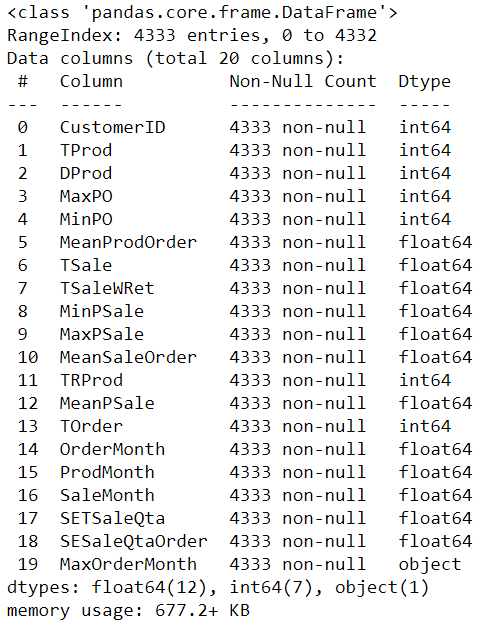 <class 'pandas.core.frame.DataFrame'>
RangeIndex: 4333 entries, 0 to 4332
Data columns (total 20 columns):
 #   Column          Non-Null Count  Dtype
---  ------          --------------  -----
 0   CustomerID      4333 non-null   int64
 1   TProd           4333 non-null   int64
 2   DProd           4333 non-null   int64
 3   MaxPO           4333 non-null   int64
 4   MinPO           4333 non-null   int64
 5   MeanProdOrder   4333 non-null   float64
 6   TSale           4333 non-null   float64
 7   TSaleWRet       4333 non-null   float64
 8   MinPSale        4333 non-null   float64
 9   MaxPSale        4333 non-null   float64
 10  MeanSaleOrder   4333 non-null   float64
 11  TRProd          4333 non-null   int64
 12  MeanPSale       4333 non-null   float64
 13  TOrder          4333 non-null   int64
 14  OrderMonth      4333 non-null   float64
 15  ProdMonth       4333 non-null   float64
 16  SaleMonth       4333 non-null   float64
 17  SETSaleQta      4333 non-null   float64
 18  SESaleQtaOrder  4333 non-null   float64
 19  MaxOrderMonth   4333 non-null   object
dtypes: float64(12), int64(7), object(1)
memory usage: 677.2+ KB